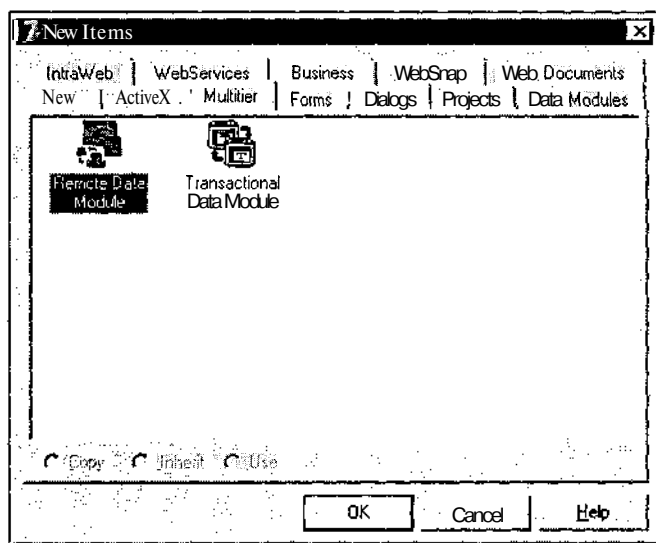 New Items
IntraWeb WebServices Business WebSnap Web Documents
New ActiveX Multitier Forms Dialogs Projects Data Modules
Remote Data Transactional
Module Data Module
Copy Inherit Use
OK Cancel Help